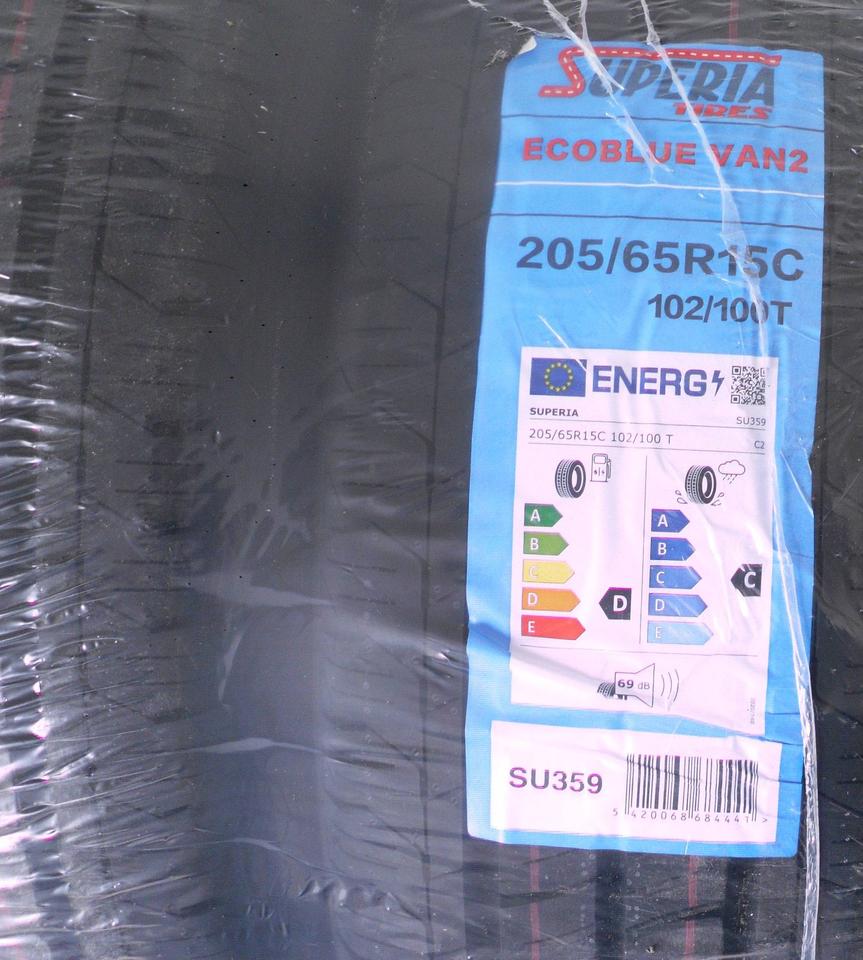 SUPERIA
TIRES
ECOBLUE VAN2
205/65R15C
102/100T
ENERG
SUPERIA
SU359
205/65R15C 102/100 T
C2
A
B
C
D
E
D
A
B
C
D
E
C
69 dB
SU359
5 420068 684441 >